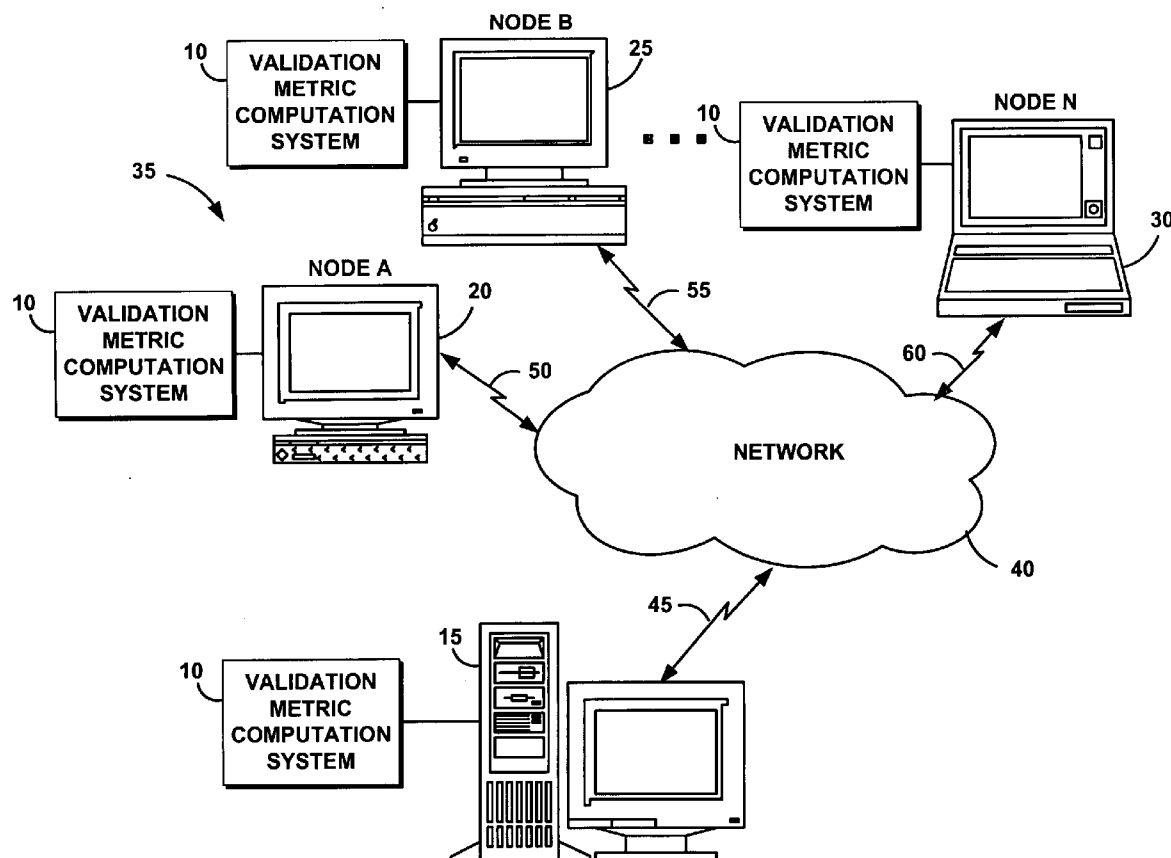 NODE B
10
VALIDATION
METRIC
COMPUTATION
SYSTEM
25
NODE N
10
VALIDATION
METRIC
COMPUTATION
SYSTEM
35
30
NODE A
10
VALIDATION
METRIC
COMPUTATION
SYSTEM
20
55
50
60
NETWORK
40
45
15
10
VALIDATION
METRIC
COMPUTATION
SYSTEM